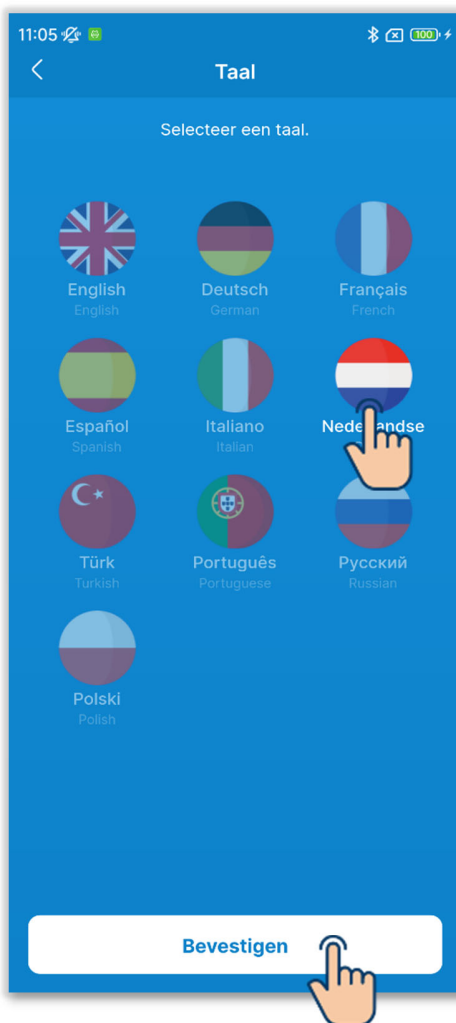 11:05
100
Taal
Selecteer een taal.
English
English
Deutsch
German
Français
French
Español
Spanish
Italiano
Italian
Nederlandse
Türk
Turkish
Português
Portuguese
Русский
Russian
Polski
Polish
Bevestigen